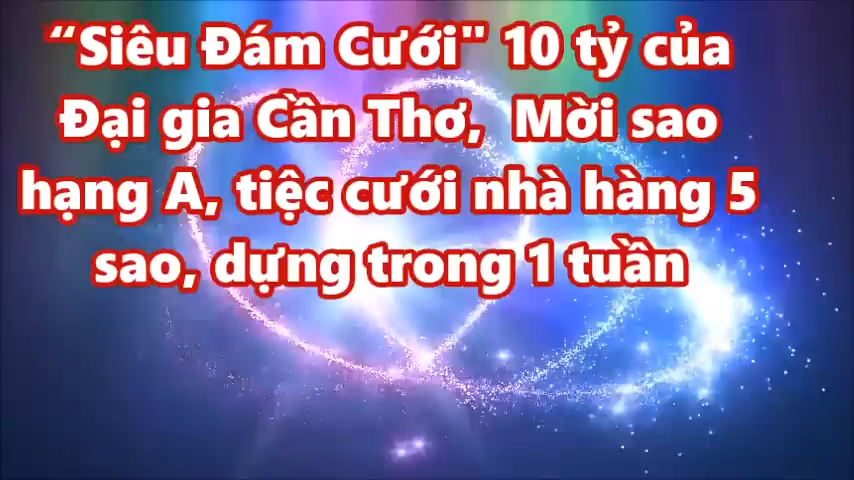 “Siêu Đám Cưới" 10 tỷ của
Đại gia Cần Thơ, Mời sao
hạng A, tiệc cưới nhà hàng 5
sao, dựng trong 1 tuần